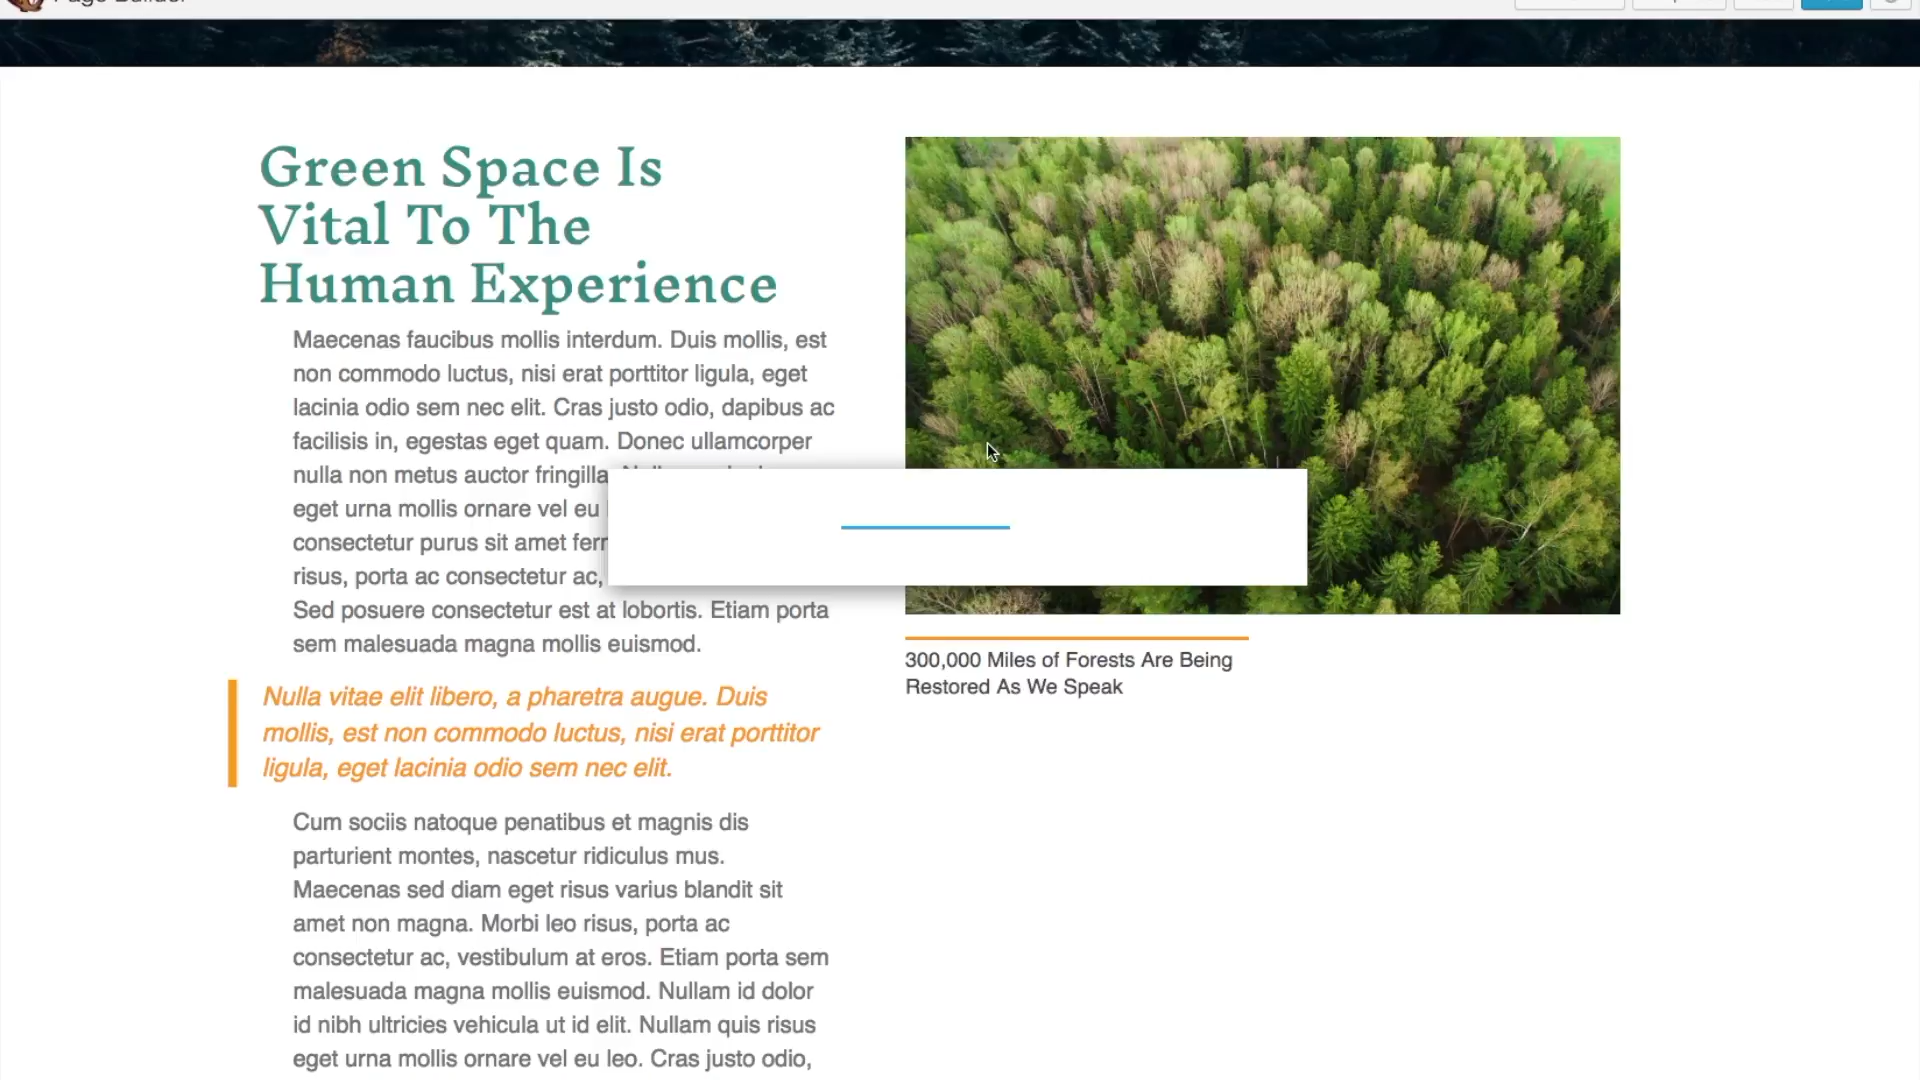 Page Builder
Green Space Is
Vital To The
Human Experience
Maecenas faucibus mollis interdum. Duis mollis, est
non commodo luctus, nisi erat porttitor ligula, eget
lacinia odio sem nec elit. Cras justo odio, dapibus ac
facilisis in, egestas eget quam. Donec ullamcorper
nulla non metus auctor fringilla
eget urna mollis ornare vel eu
consectetur purus sit amet
risus, porta ac consectetur ac,
Sed posuere consectetur est at lobortis. Etiam porta
sem malesuada magna mollis euismod.
Nulla vitae elit libero, a pharetra augue. Duis
mollis, est non commodo luctus, nisi erat porttitor
ligula, eget lacinia odio sem nec elit.
Cum sociis natoque penatibus et magnis dis
parturient montes, nascetur ridiculus mus.
Maecenas sed diam eget risus varius blandit sit
amet non magna. Morbi leo risus, porta ac
consectetur ac, vestibulum at eros. Etiam porta sem
malesuada magna mollis euismod. Nullam id dolor
id nibh ultricies vehicula ut id elit. Nullam quis risus
eget urna mollis ornare vel eu leo. Cras justo odio,
300,000 Miles of Forests Are Being
Restored As We Speak